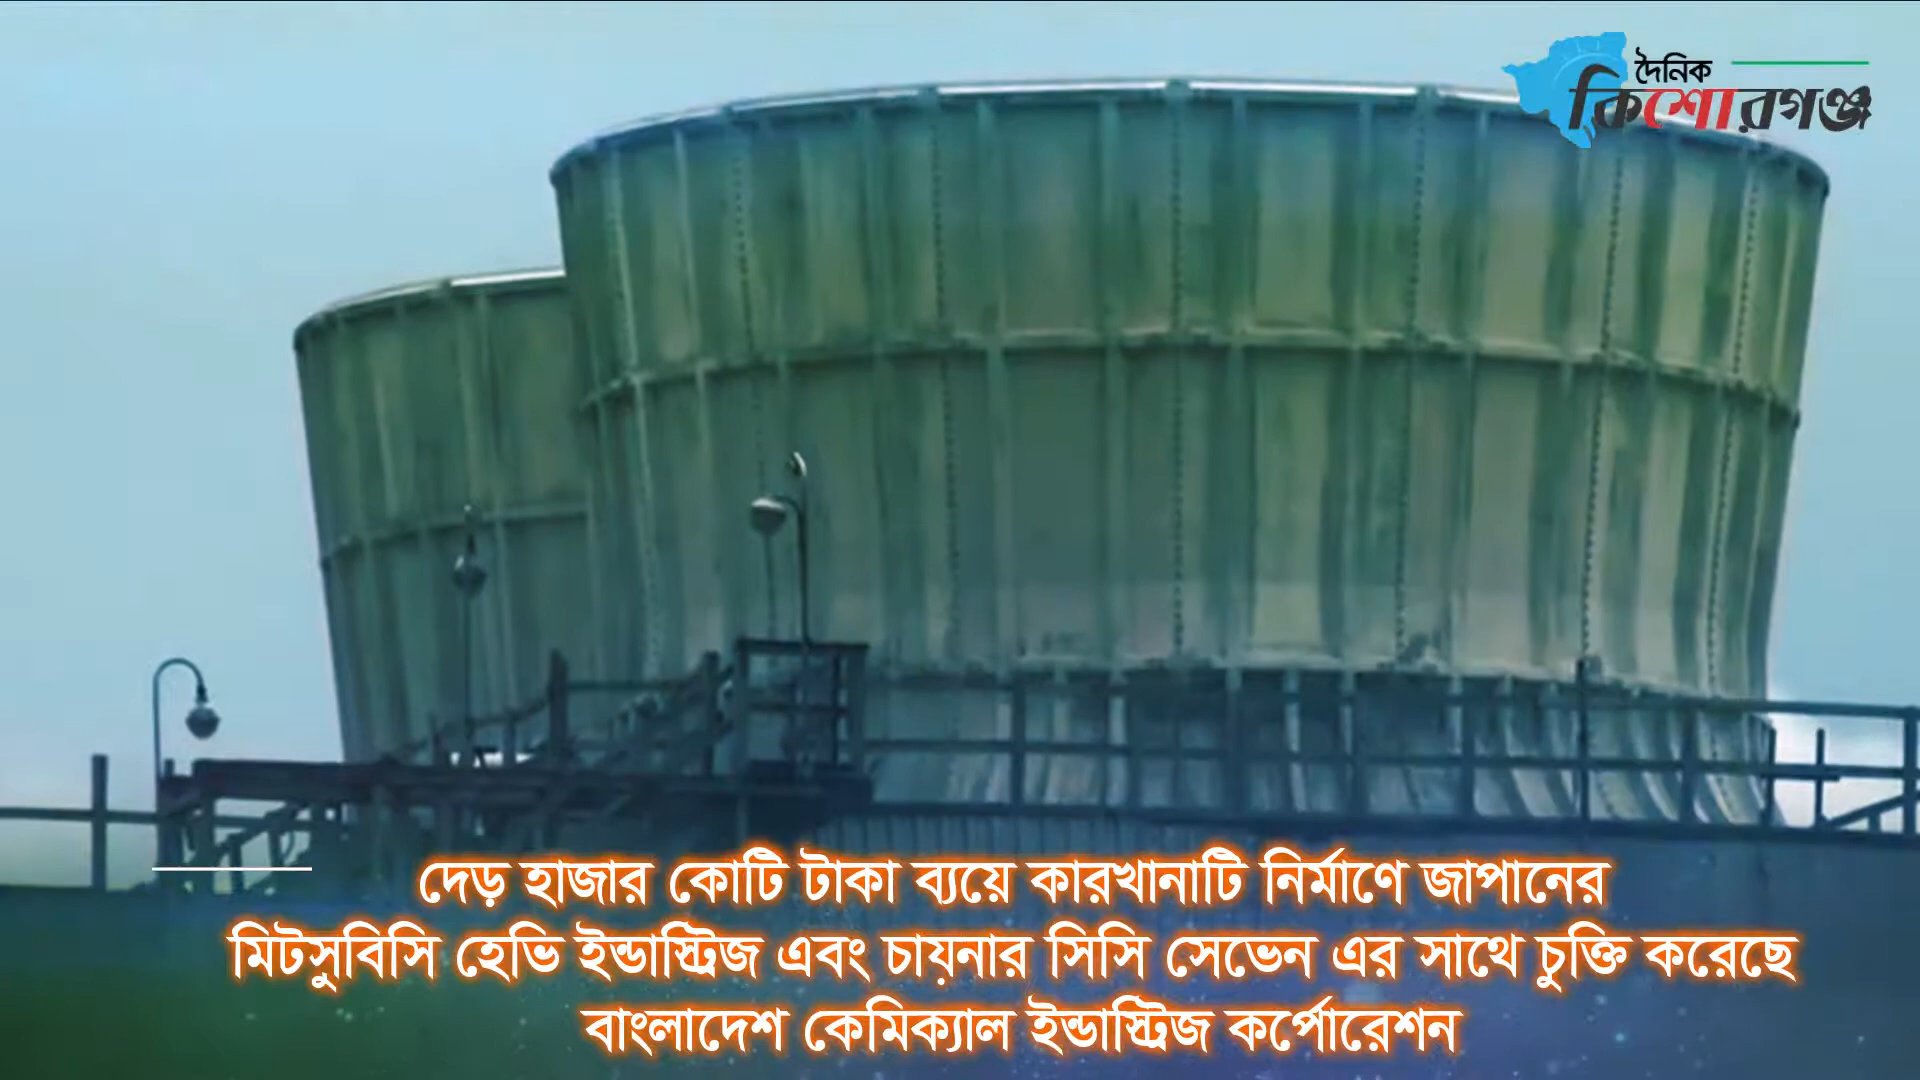 দৈনিক
কিশোরগঞ্জ
দেড় হাজার কোটি টাকা ব্যয়ে কারখানাটি নির্মাণে জাপানের
মিটসুবিসি হেভি ইন্ডাস্ট্রিজ এবং চায়নার সিসি সেভেন এর সাথে চুক্তি করেছে
বাংলাদেশ কেমিক্যাল ইন্ডাস্ট্রিজ কর্পোরেশন